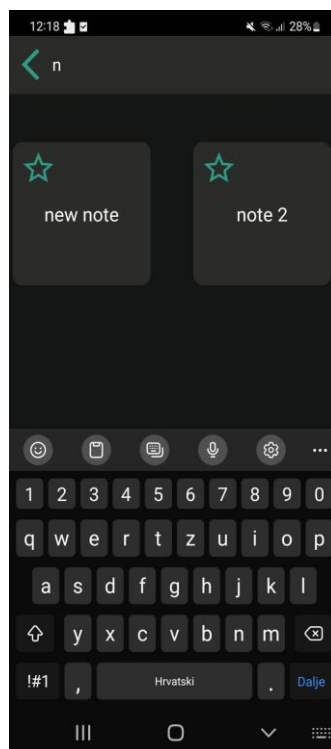 12:18 28%
n
new note note 2
1 2 3 4 5 6 7 8 9 0
q w e r t z u i o p
a s d f g h j k l
y x c v b n m
!#1 , Hrvatski . Dalje